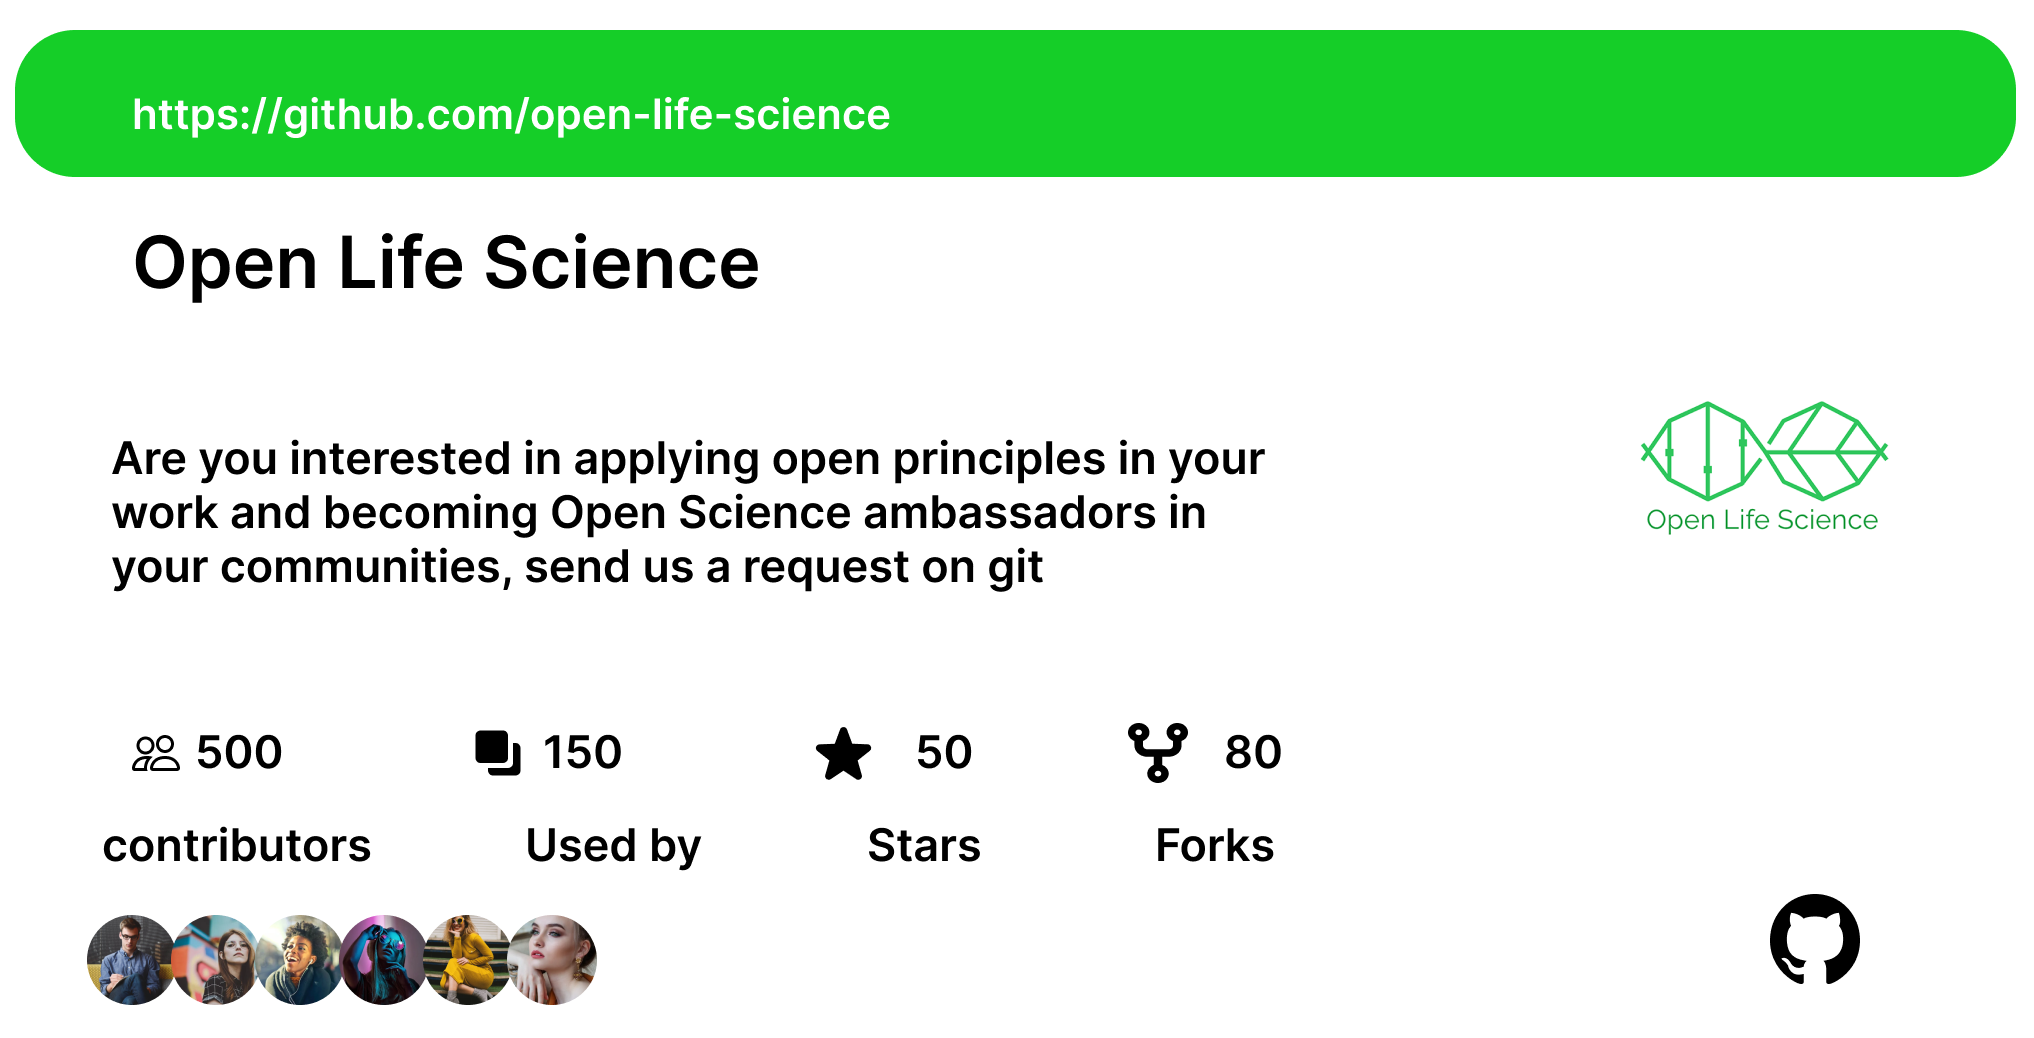 https://github.com/open-life-science
Open Life Science
Are you interested in applying open principles in your
work and becoming Open Science ambassadors in
your communities, send us a request on git
Open Life Science
500 150 50 80
contributors Used by Stars Forks